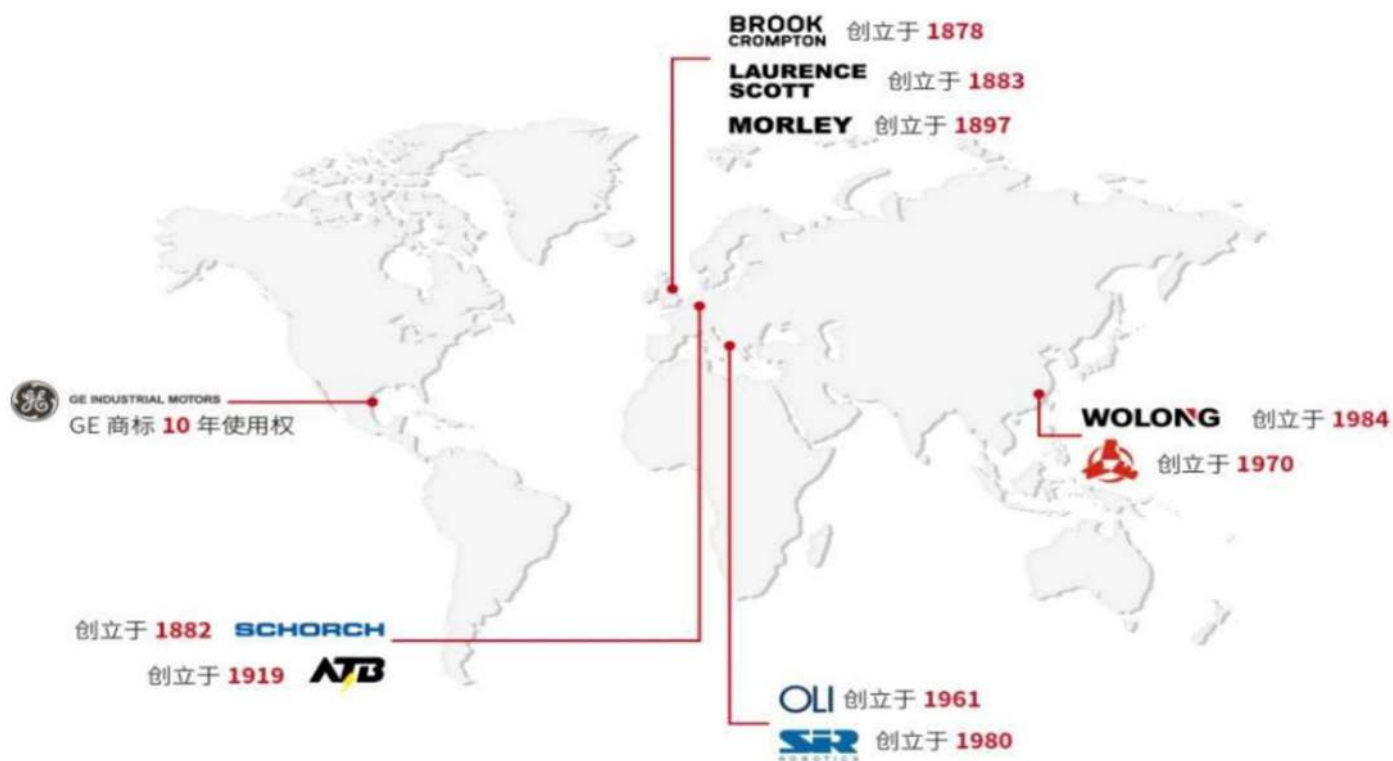 BROOK
CROMPTON 创立于 1878
LAURENCE
SCOTT 创立于 1883
MORLEY 创立于 1897
GE INDUSTRIAL MOTORS
GE 商标 10 年使用权
WOLONG 创立于 1984
创立于 1970
创立于 1882 SCHORCH
创立于 1919 ATB
OLI 创立于 1961
SIR 创立于 1980
ROBOTICS